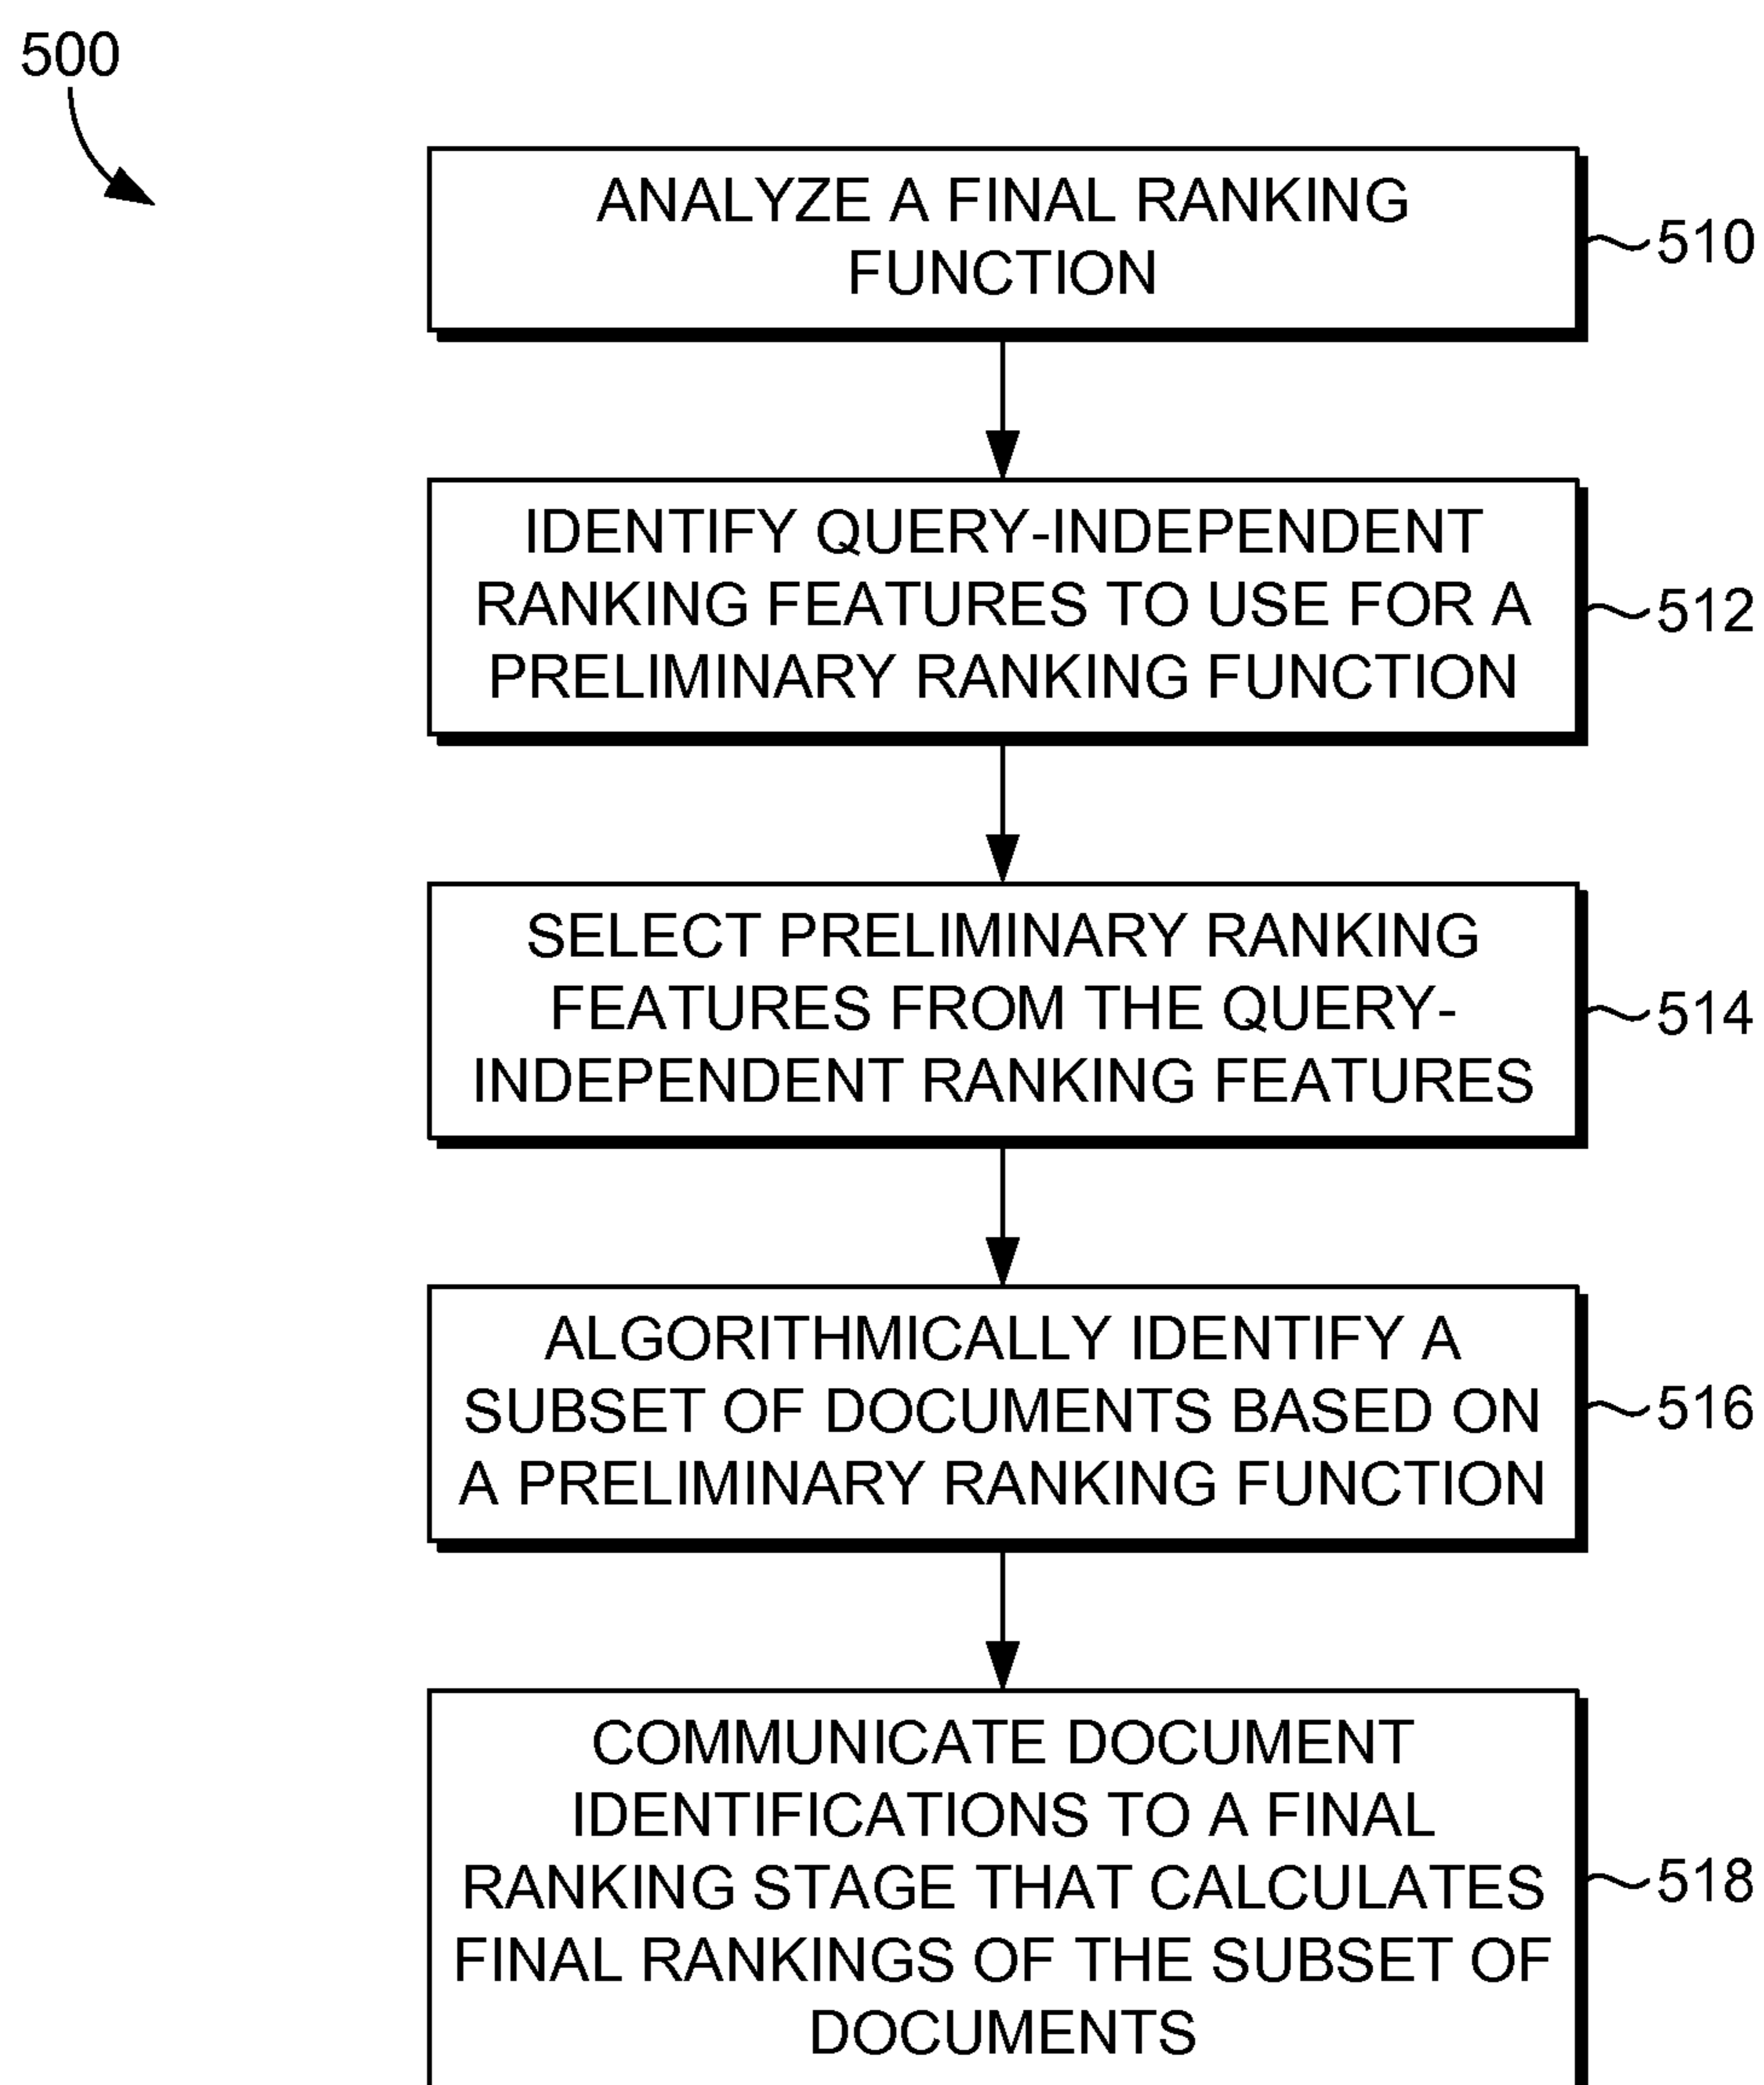 500
ANALYZE A FINAL RANKING
FUNCTION
510
IDENTIFY QUERY-INDEPENDENT
RANKING FEATURES TO USE FOR A
PRELIMINARY RANKING FUNCTION
512
SELECT PRELIMINARY RANKING
FEATURES FROM THE QUERY-
INDEPENDENT RANKING FEATURES
514
ALGORITHMICALLY IDENTIFY A
SUBSET OF DOCUMENTS BASED ON
A PRELIMINARY RANKING FUNCTION
516
COMMUNICATE DOCUMENT
IDENTIFICATIONS TO A FINAL
RANKING STAGE THAT CALCULATES
FINAL RANKINGS OF THE SUBSET OF
DOCUMENTS
518